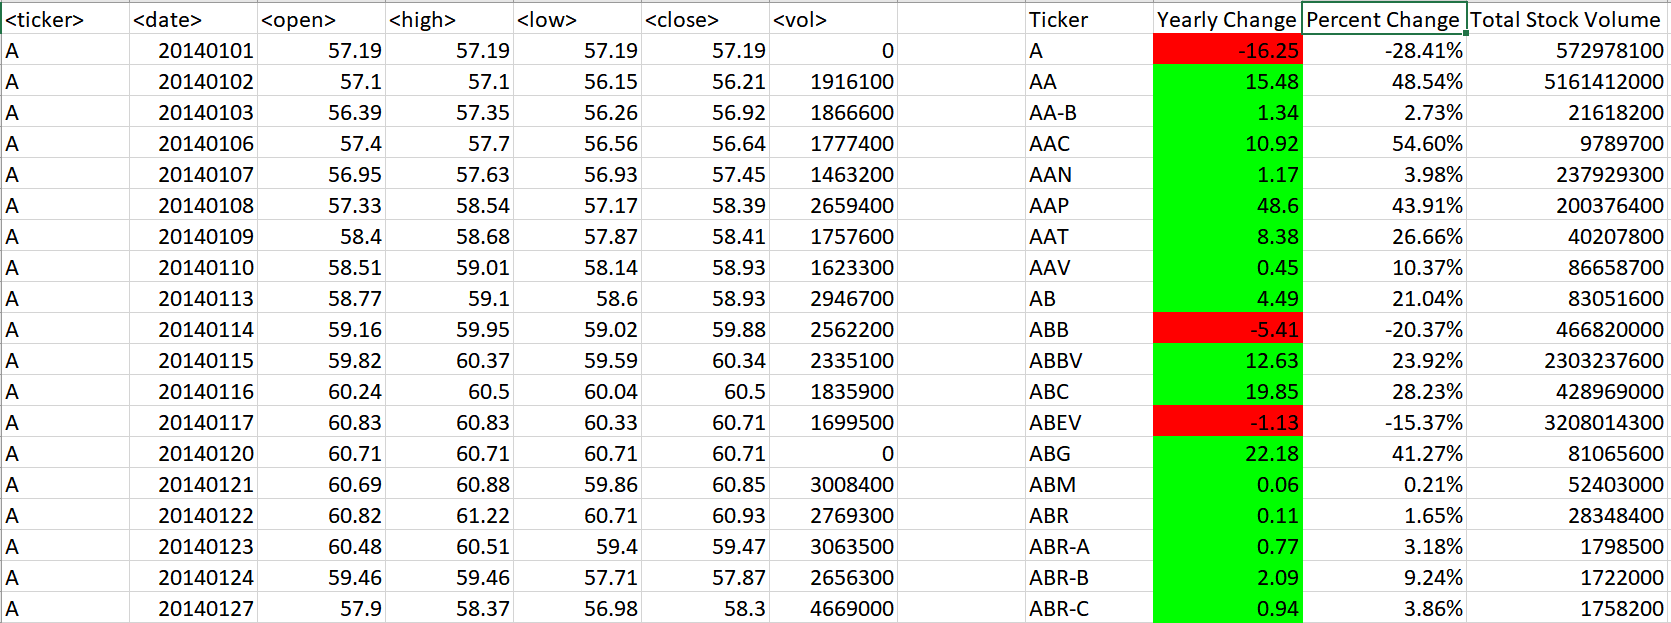 <ticker> <date> <open> <high> <low> <close> <vol> Ticker Yearly Change Percent Change Total Stock Volume
A 20140101 57.19 57.19 57.19 57.19 0 A -16.25 -28.41% 572978100
A 20140102 57.1 57.1 56.15 56.21 1916100 AA 15.48 48.54% 5161412000
A 20140103 56.39 57.35 56.26 56.92 1866600 AA-B 1.34 2.73% 21618200
A 20140106 57.4 57.7 56.56 56.64 1777400 AAC 10.92 54.60% 9789700
A 20140107 56.95 57.63 56.93 57.45 1463200 AAN 1.17 3.98% 237929300
A 20140108 57.33 58.54 57.17 58.39 2659400 AAP 48.6 43.91% 200376400
A 20140109 58.4 58.68 57.87 58.41 1757600 AAT 8.38 26.66% 40207800
A 20140110 58.51 59.01 58.14 58.93 1623300 AAV 0.45 10.37% 86658700
A 20140113 58.77 59.1 58.6 58.93 2946700 AB 4.49 21.04% 83051600
A 20140114 59.16 59.95 59.02 59.88 2562200 ABB -5.41 -20.37% 466820000
A 20140115 59.82 60.37 59.59 60.34 2335100 ABBV 12.63 23.92% 2303237600
A 20140116 60.24 60.5 60.04 60.5 1835900 ABC 19.85 28.23% 428969000
A 20140117 60.83 60.83 60.33 60.71 1699500 ABEV -1.13 -15.37% 3208014300
A 20140120 60.71 60.71 60.71 60.71 0 ABG 22.18 41.27% 81065600
A 20140121 60.69 60.88 59.86 60.85 3008400 ABM 0.06 0.21% 52403000
A 20140122 60.82 61.22 60.71 60.93 2769300 ABR 0.11 1.65% 28348400
A 20140123 60.48 60.51 59.4 59.47 3063500 ABR-A 0.77 3.18% 1798500
A 20140124 59.46 59.46 57.71 57.87 2656300 ABR-B 2.09 9.24% 1722000
A 20140127 57.9 58.37 56.98 58.3 4669000 ABR-C 0.94 3.86% 1758200